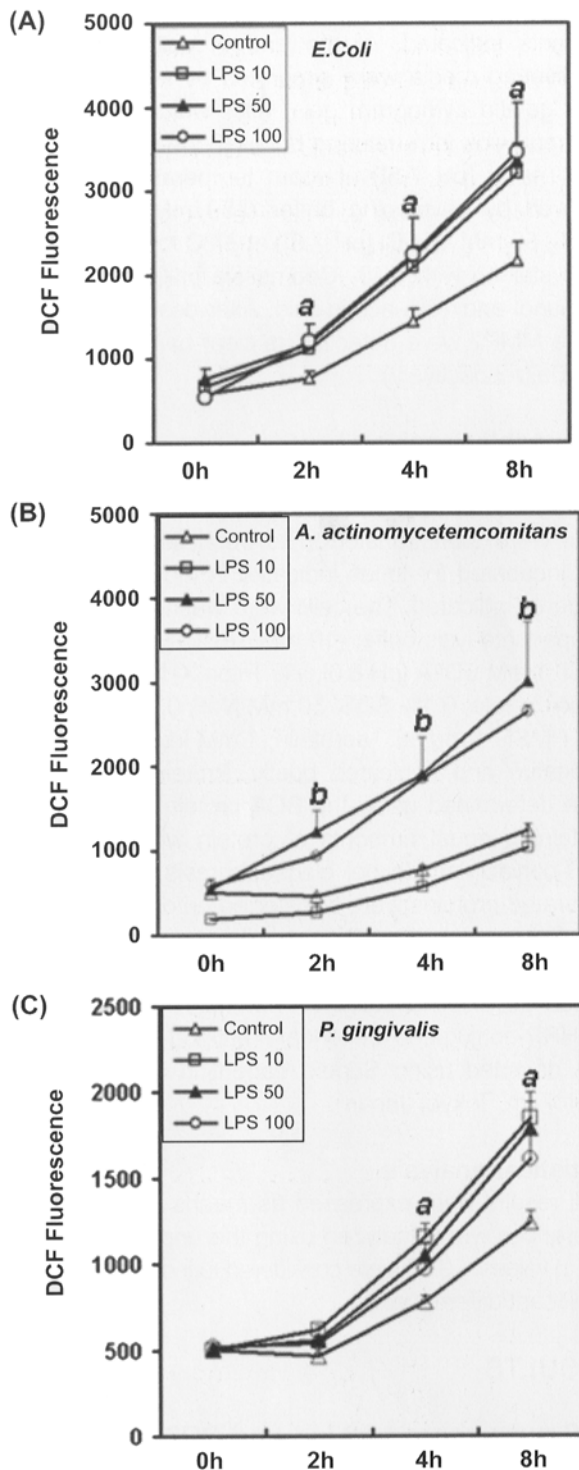 (A)
5000
4000
3000
2000
1000
0
DCF Fluorescence
Control
LPS 10
LPS 50
LPS 100
E.Coli
a
a
a
0h
2h
4h
8h
(B)
5000
4000
3000
2000
1000
0
DCF Fluorescence
Control
LPS 10
LPS 50
LPS 100
A. actinomycetemcomitans
b
b
b
0h
2h
4h
8h
(C)
2500
2000
1500
1000
500
0
DCF Fluorescence
Control
LPS 10
LPS 50
LPS 100
P. gingivalis
a
a
0h
2h
4h
8h